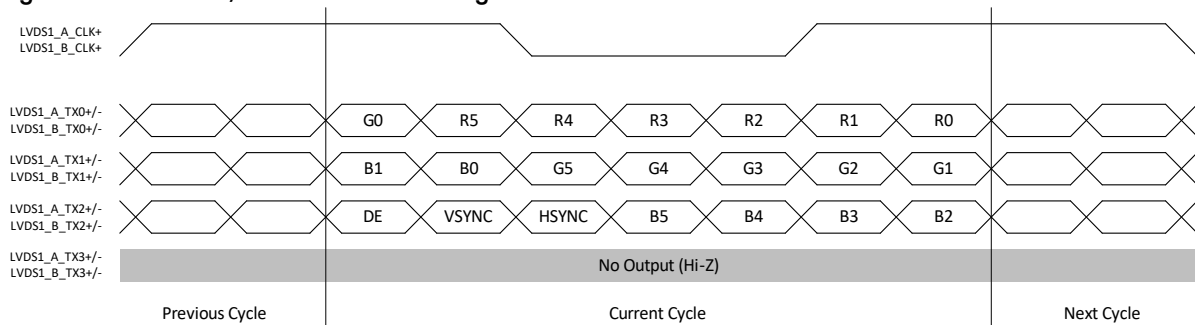 LVDS1_A_CLK+
LVDS1_B_CLK+
LVDS1_A_TX0+/-
LVDS1_B_TX0+/-
G0 R5 R4 R3 R2 R1 R0
LVDS1_A_TX1+/-
LVDS1_B_TX1+/-
B1 B0 G5 G4 G3 G2 G1
LVDS1_A_TX2+/-
LVDS1_B_TX2+/-
DE VSYNC HSYNC B5 B4 B3 B2
LVDS1_A_TX3+/-
LVDS1_B_TX3+/-
No Output (Hi-Z)
Previous Cycle Current Cycle Next Cycle